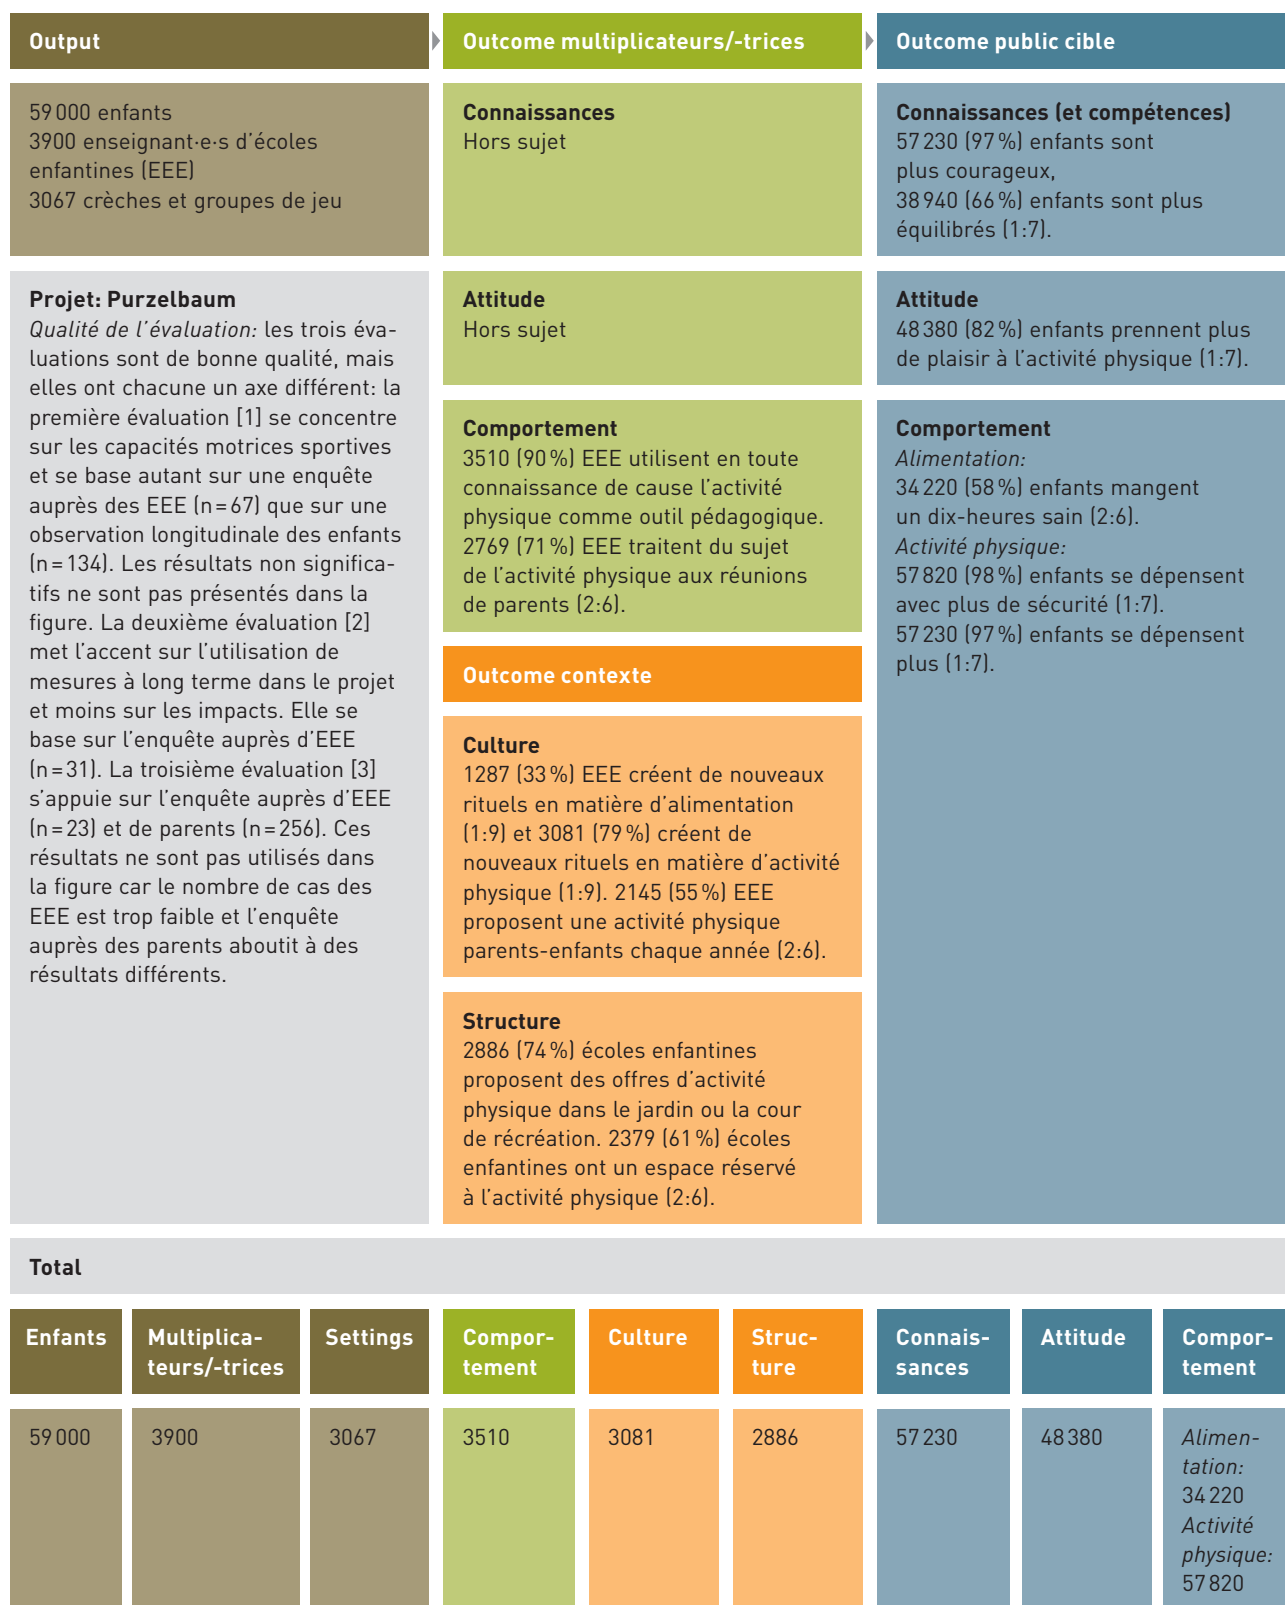 Output
Outcome multiplicateurs/-trices
Outcome public cible
59 000 enfants
3900 enseignant·e·s d’écoles
enfantines (EEE)
3067 crèches et groupes de jeu
Connaissances
Hors sujet
Connaissances (et compétences)
57 230 (97 %) enfants sont
plus courageux,
38 940 (66 %) enfants sont plus
équilibrés (1:7).
Projet: Purzelbaum
Qualité de l’évaluation: les trois éva-
luations sont de bonne qualité, mais
elles ont chacune un axe différent: la
première évaluation [1] se concentre
sur les capacités motrices sportives
et se base autant sur une enquête
auprès des EEE (n = 67) que sur une
observation longitudinale des enfants
(n = 134). Les résultats non significa-
tifs ne sont pas présentés dans la
figure. La deuxième évaluation [2]
met l’accent sur l’utilisation de
mesures à long terme dans le projet
et moins sur les impacts. Elle se
base sur l’enquête auprès d’EEE
(n = 31). La troisième évaluation [3]
s’appuie sur l’enquête auprès d’EEE
(n = 23) et de parents (n = 256). Ces
résultats ne sont pas utilisés dans
la figure car le nombre de cas des
EEE est trop faible et l’enquête
auprès des parents aboutit à des
résultats différents.
Attitude
Hors sujet
Comportement
3510 (90 %) EEE utilisent en toute
connaissance de cause l’activité
physique comme outil pédagogique.
2769 (71 %) EEE traitent du sujet
de l’activité physique aux réunions
de parents (2:6).
Outcome contexte
Culture
1287 (33 %) EEE créent de nouveaux
rituels en matière d’alimentation
(1:9) et 3081 (79 %) créent de
nouveaux rituels en matière d’activité
physique (1:9). 2145 (55 %) EEE
proposent une activité physique
parents-enfants chaque année (2:6).
Structure
2886 (74 %) écoles enfantines
proposent des offres d’activité
physique dans le jardin ou la cour
de récréation. 2379 (61 %) écoles
enfantines ont un espace réservé
à l’activité physique (2:6).
Attitude
48 380 (82 %) enfants prennent plus
de plaisir à l’activité physique (1:7).
Comportement
Alimentation:
34 220 (58 %) enfants mangent
un dix-heures sain (2:6).
Activité physique:
57 820 (98 %) enfants se dépensent
avec plus de sécurité (1:7).
57 230 (97 %) enfants se dépensent
plus (1:7).
Total
Enfants
Multiplica-
teurs/-trices
Settings
Compor-
tement
Culture
Struc-
ture
Connais-
sances
Attitude
Compor-
tement
59 000
3900
3067
3510
3081
2886
57 230
48 380
Alimen-
tation:
34 220
Activité
physique:
57 820